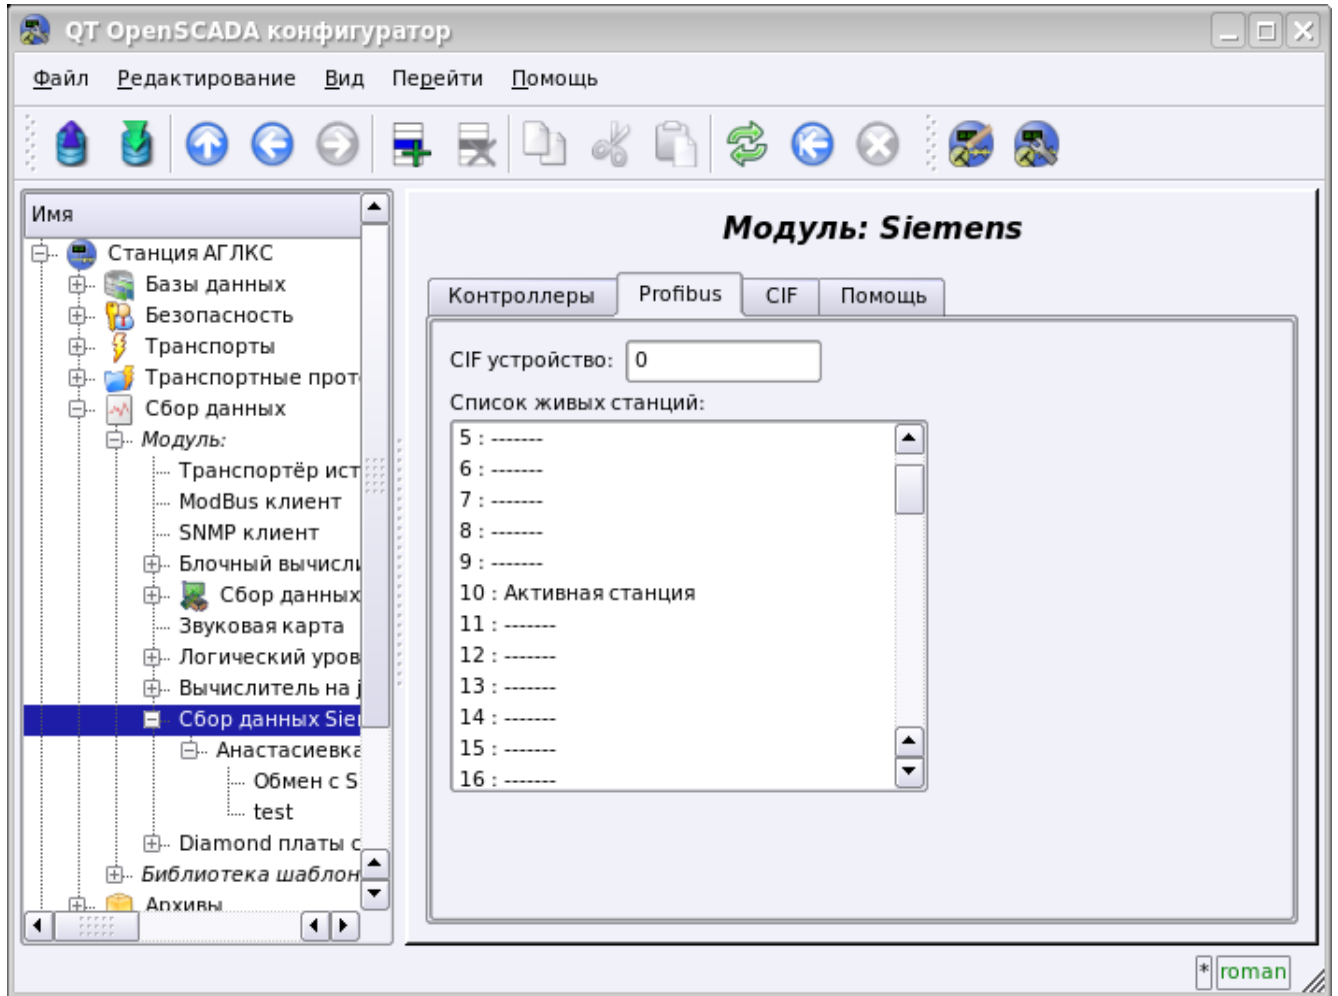 QT OpenSCADA конфигуратор
Файл Редактирование Вид Перейти Помощь
Имя
Станция АГЛКС
Базы данных
Безопасность
Транспорты
Транспортные прот
Сбор данных
Модуль:
Транспортёр ист
ModBus клиент
SNMP клиент
Блочный вычисли
Сбор данных
Звуковая карта
Логический уров
Вычислитель на j
Сбор данных Sie
Анастасиевка
Обмен с S
test
Diamond платы с
Библиотека шаблон
Архивы
Модуль: Siemens
Контроллеры Profibus CIF Помощь
CIF устройство: 0
Список живых станций:
5 : -------
6 : -------
7 : -------
8 : -------
9 : -------
10 : Активная станция
11 : -------
12 : -------
13 : -------
14 : -------
15 : -------
16 : -------
* roman